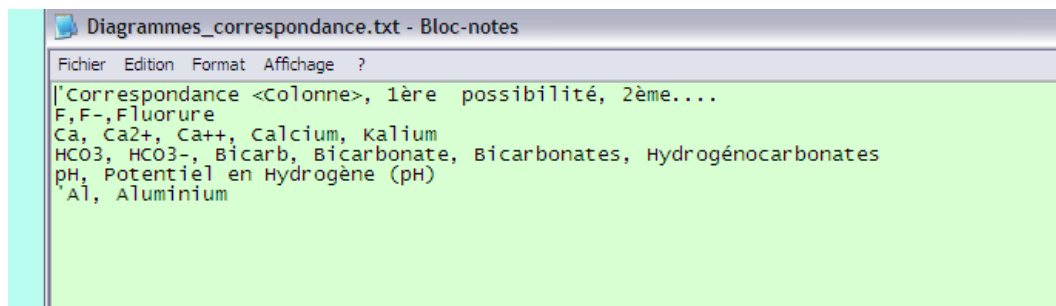 Diagrammes_correspondance.txt - Bloc-notes
Fichier Edition Format Affichage ?
'Correspondance <Colonne>, 1ère  possibilité, 2ème....
F,F-,Fluorure
Ca, Ca2+, Ca++, Calcium, Kalium
HCO3, HCO3-, Bicarb, Bicarbonate, Bicarbonates, Hydrogénocarbonates
pH, Potentiel en Hydrogène (pH)
'Al, Aluminium